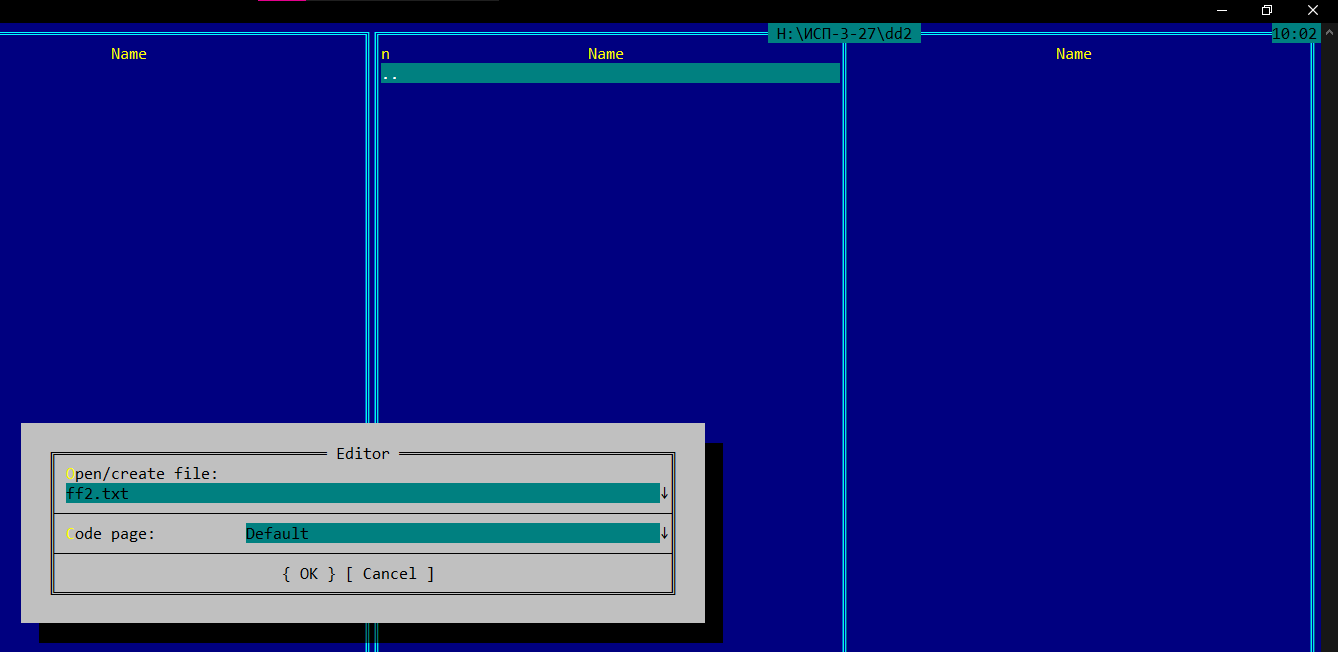 H:\ИСП-3-27\dd2 10:02
Name n Name Name
..
Editor
Open/create file:
ff2.txt ↓
Code page: Default ↓
{ OK } [ Cancel ]